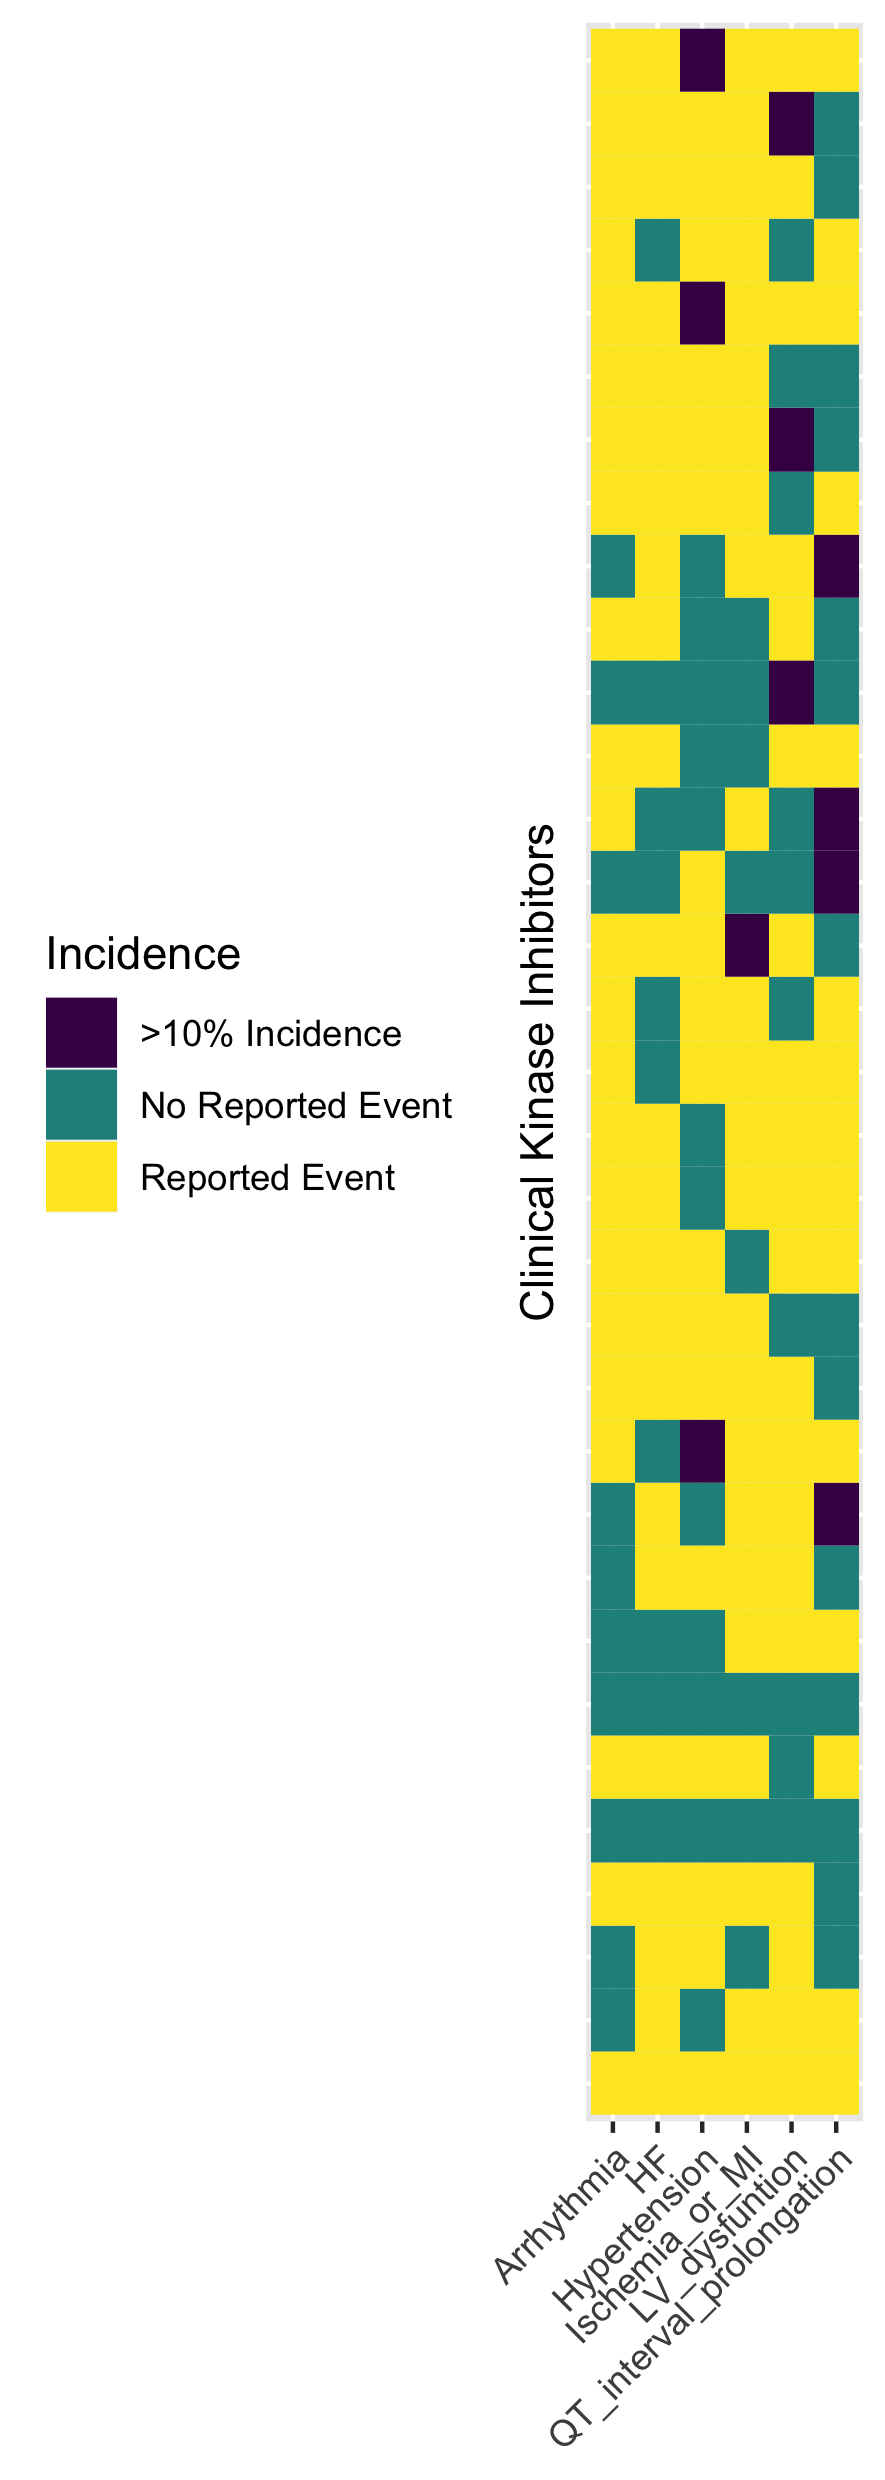 Clinical Kinase Inhibitors
Incidence
>10% Incidence
No Reported Event
Reported Event
Arrhythmia
HF
Hypertension
Ischemia_or_MI
LV_dysfuntion
QT_interval_prolongation